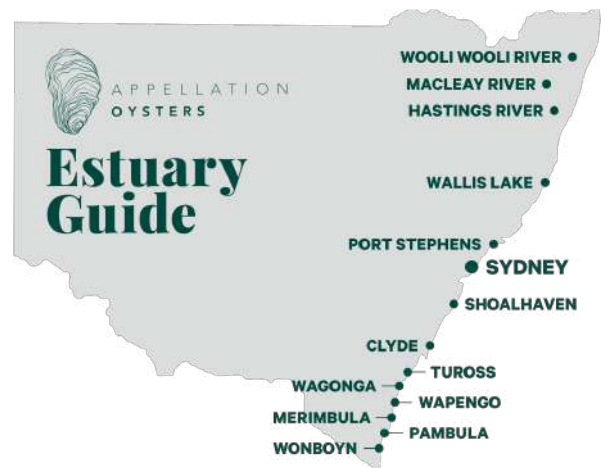 APPELLATION
OYSTERS
Estuary
Guide
WOOLI WOOLI RIVER
MACLEAY RIVER
HASTINGS RIVER
WALLIS LAKE
PORT STEPHENS
SYDNEY
SHOALHAVEN
CLYDE
TUROSS
WAGONGA
WAPENGO
MERIMBULA
PAMBULA
WONBOYN